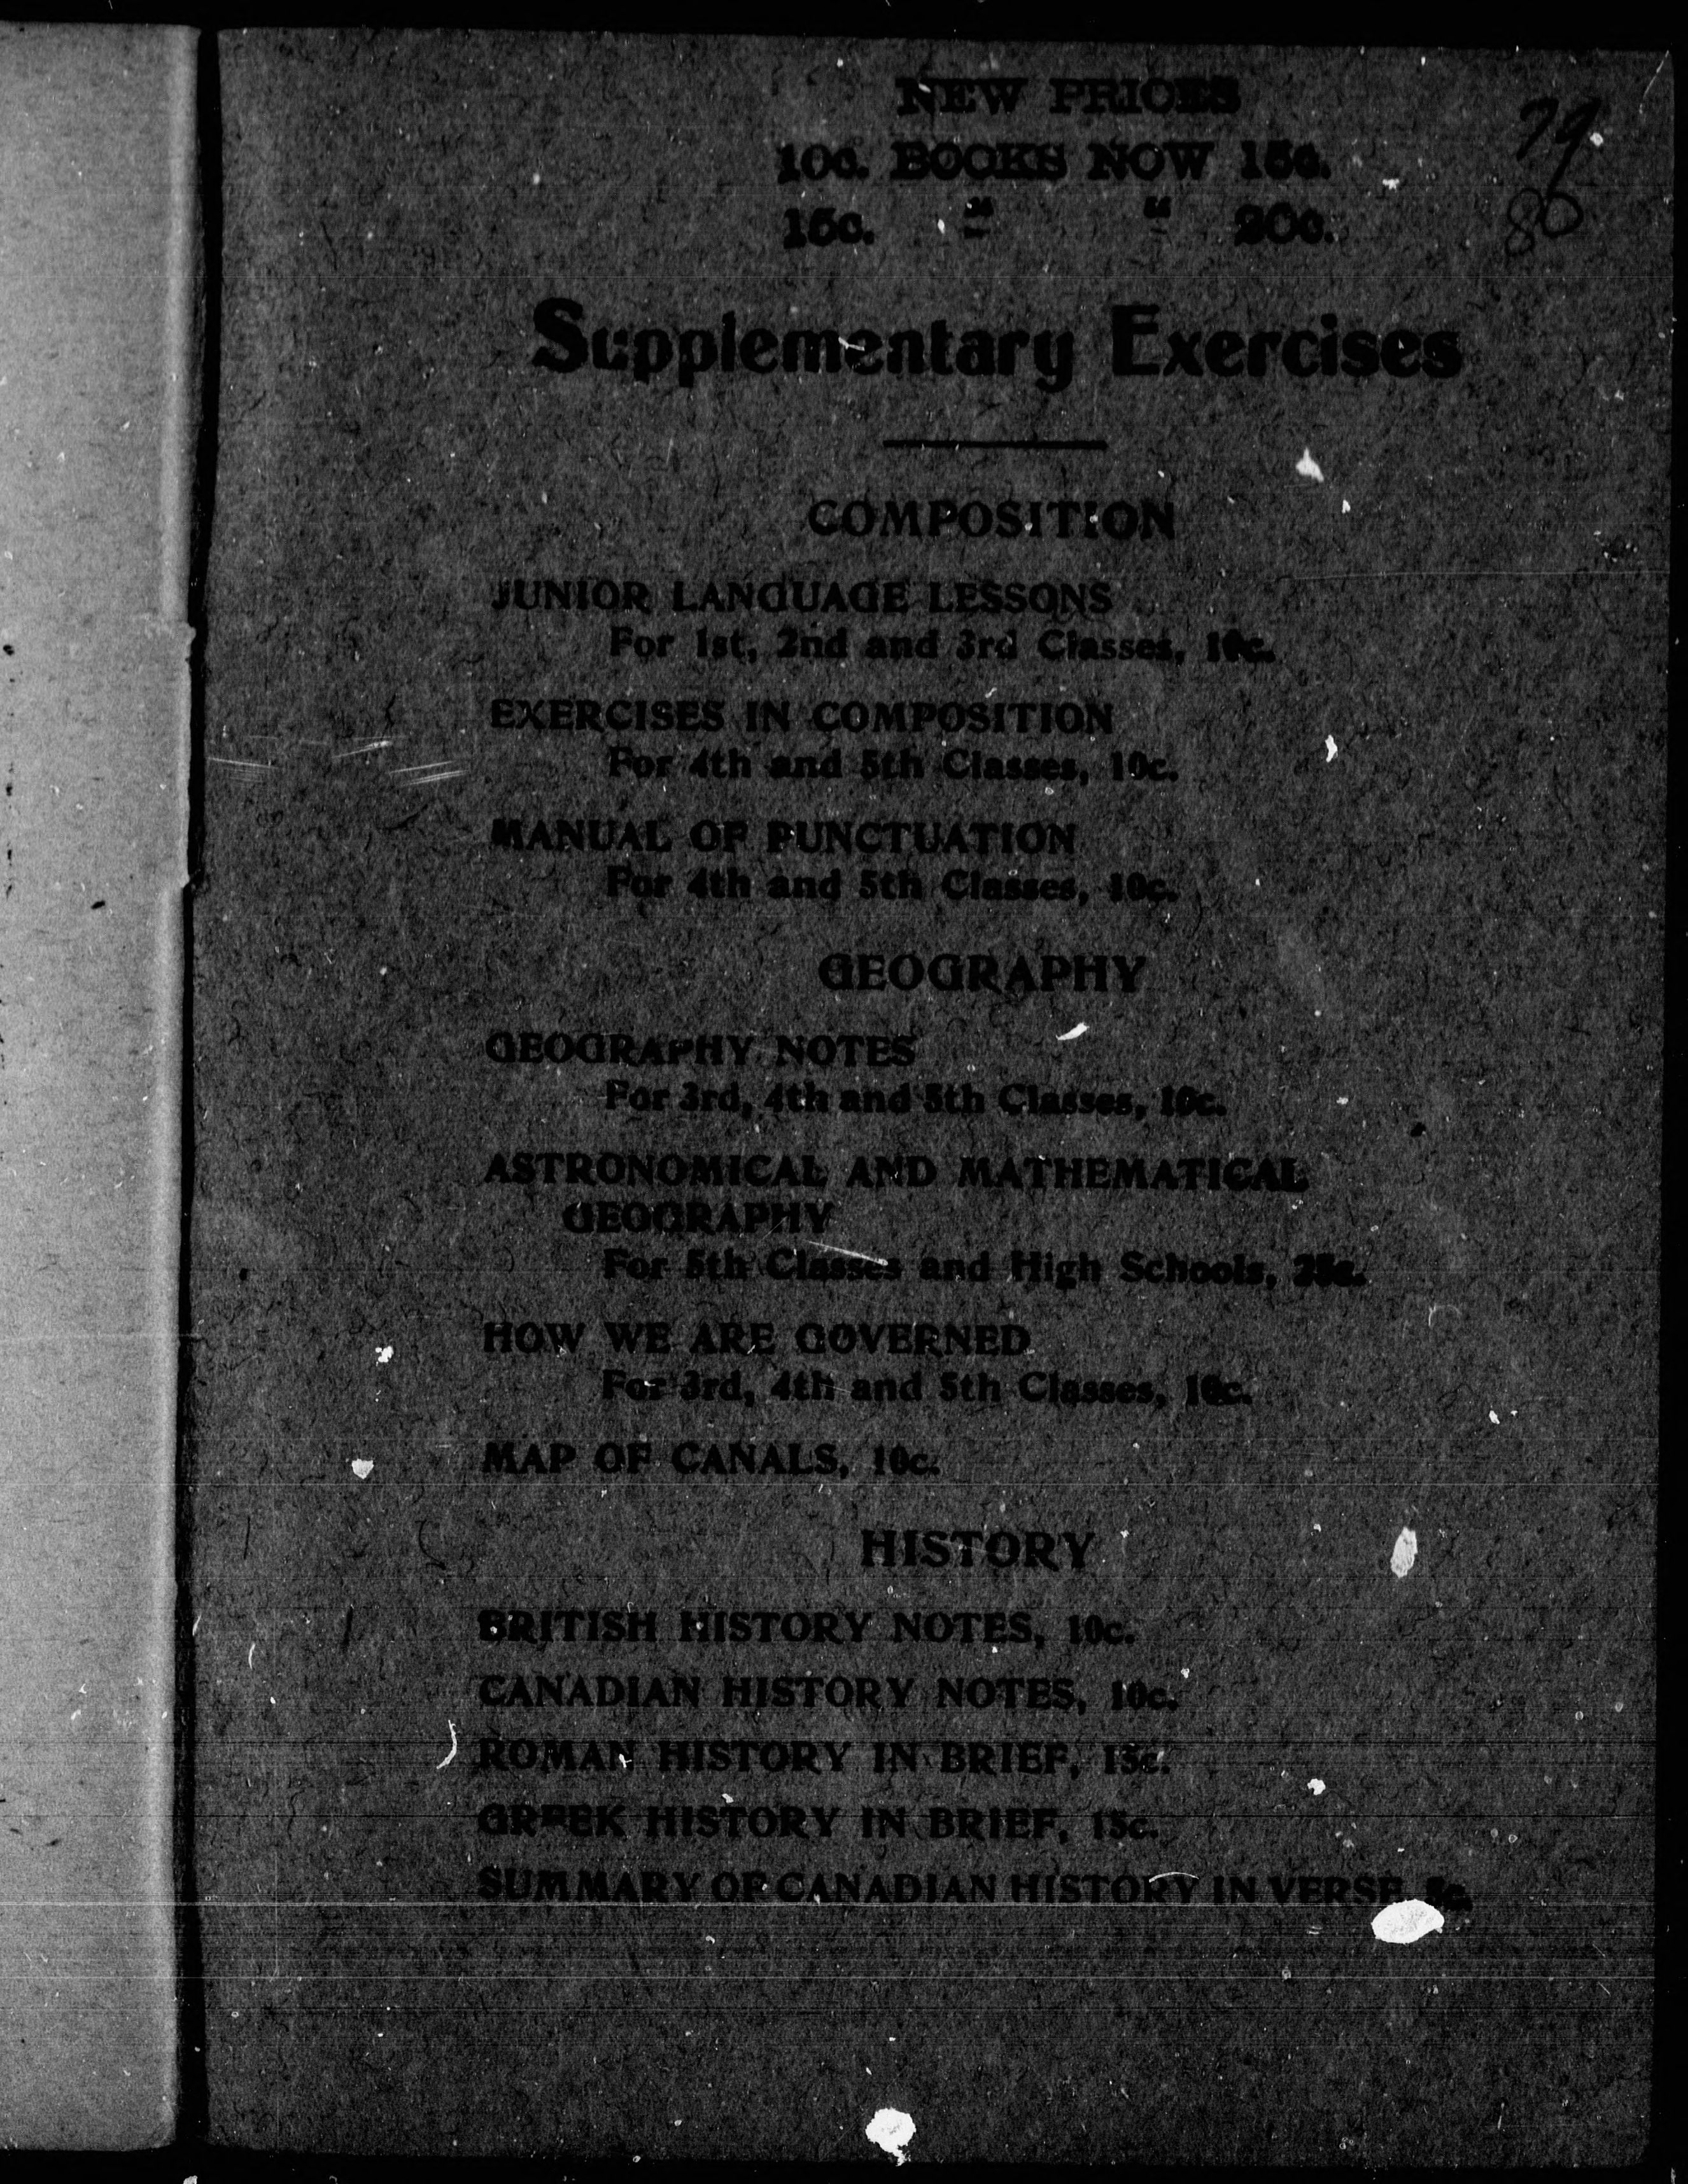 NEW PRICES
10c. BOOKS NOW 15c.
15c. " " 20c.
79
80
Supplementary Exercises
COMPOSITION
JUNIOR LANGUAGE LESSONS
For 1st, 2nd and 3rd Classes, 10c.
EXERCISES IN COMPOSITION
For 4th and 5th Classes, 10c.
MANUAL OF PUNCTUATION
For 4th and 5th Classes, 10c.
GEOGRAPHY
GEOGRAPHY NOTES
For 3rd, 4th and 5th Classes, 10c.
ASTRONOMICAL AND MATHEMATICAL
GEOGRAPHY
For 5th Classes and High Schools, 25c.
HOW WE ARE GOVERNED
For 3rd, 4th and 5th Classes, 10c.
MAP OF CANALS, 10c.
HISTORY
BRITISH HISTORY NOTES, 10c.
CANADIAN HISTORY NOTES, 10c.
ROMAN HISTORY IN BRIEF, 15c.
GREEK HISTORY IN BRIEF, 15c.
SUMMARY OF CANADIAN HISTORY IN VERSE, 5c.